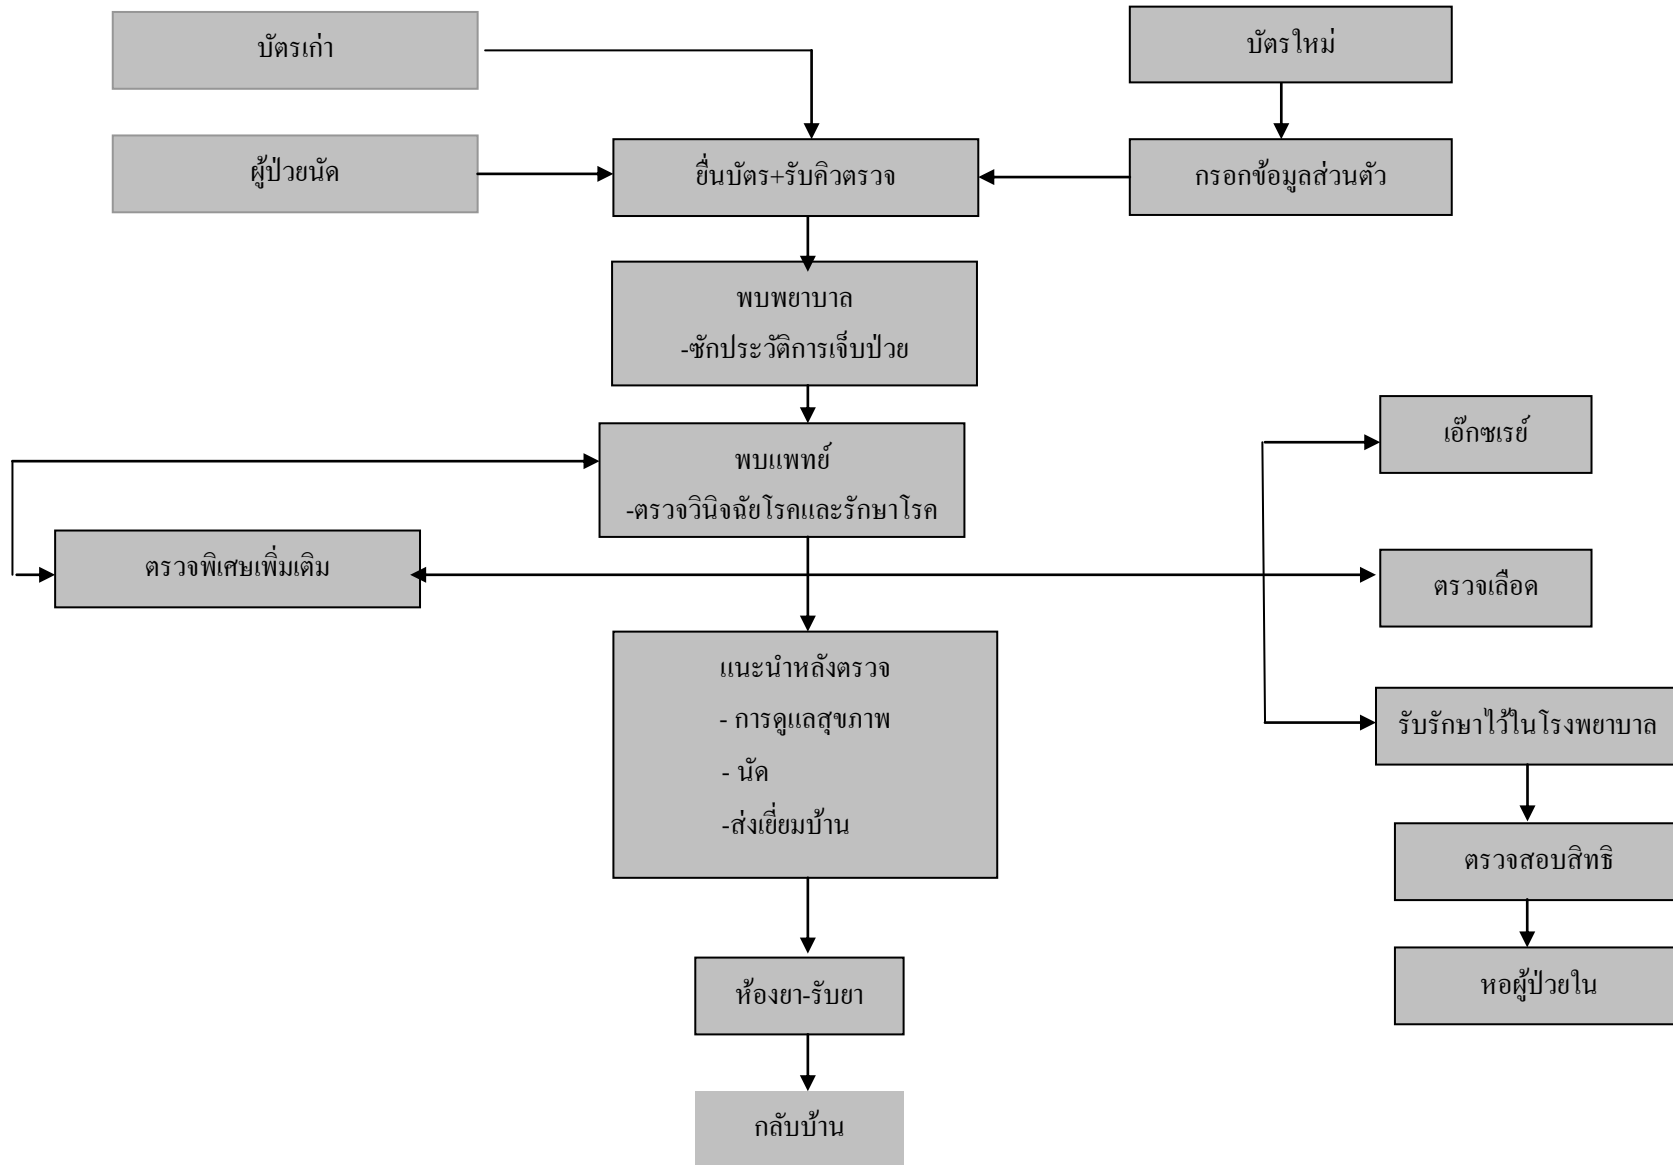 บัตรเก่า
บัตรใหม่
ผู้ป่วยนัด
ยื่นบัตร+รับคิวตรวจ
กรอกข้อมูลส่วนตัว
พบพยาบาล
-ซักประวัติการเจ็บป่วย
พบแพทย์
-ตรวจวินิจฉัยโรคและรักษาโรค
เอ๊กซเรย์
ตรวจพิเศษเพิ่มเติม
ตรวจเลือด
แนะนำหลังตรวจ
- การดูแลสุขภาพ
- นัด
-ส่งเยี่ยมบ้าน
รับรักษาไว้ในโรงพยาบาล
ตรวจสอบสิทธิ
หอผู้ป่วยใน
ห้องยา-รับยา
กลับบ้าน